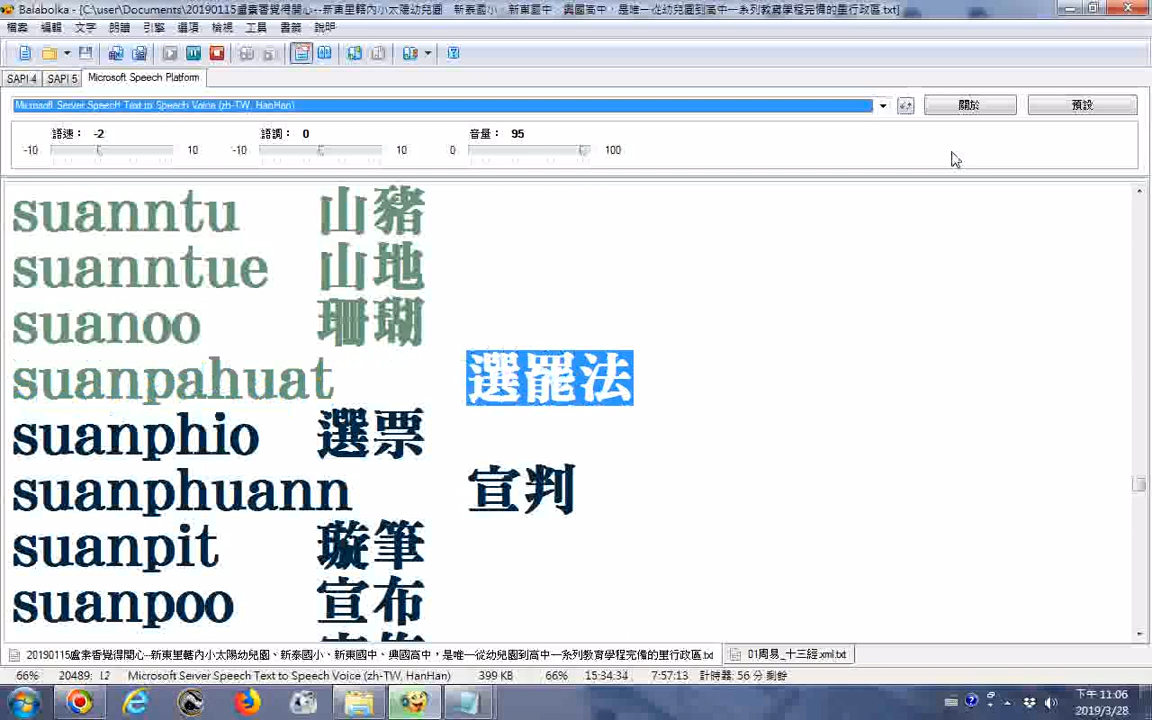 Balabolka - [C:\user\Documents\20190115盧素香覺得開心--新東里轄內小太陽幼兒園、新泰國小、新東國中、興國高中，是唯一從幼兒園到高中一系列教育學程完備的里行政區.txt]
檔案 編輯 文字 朗讀 引擎 選項 檢視 工具 書籤 說明
SAPI 4 SAPI 5 Microsoft Speech Platform
Microsoft Server Speech Text to Speech Voice (zh-TW, HanHan) 關於 預設
語速： -2 語調： 0 音量： 95
-10 10 -10 10 0 100
suanntu 山豬
suanntue 山地
suanoo 珊瑚
suanpahuat 選罷法
suanphio 選票
suanphuann 宣判
suanpit 璇筆
suanpoo 宣布
20190115盧素香覺得開心--新東里轄內小太陽幼兒園、新泰國小、新東國中、興國高中，是唯一從幼兒園到高中一系列教育學程完備的里行政區.txt 01周易_十三經.xml.txt
66% 20489: 12 Microsoft Server Speech Text to Speech Voice (zh-TW, HanHan) 399 KB 66% 15:34:34 7:57:13 計時器: 56 分 剩餘
下午 11:06
2019/3/28